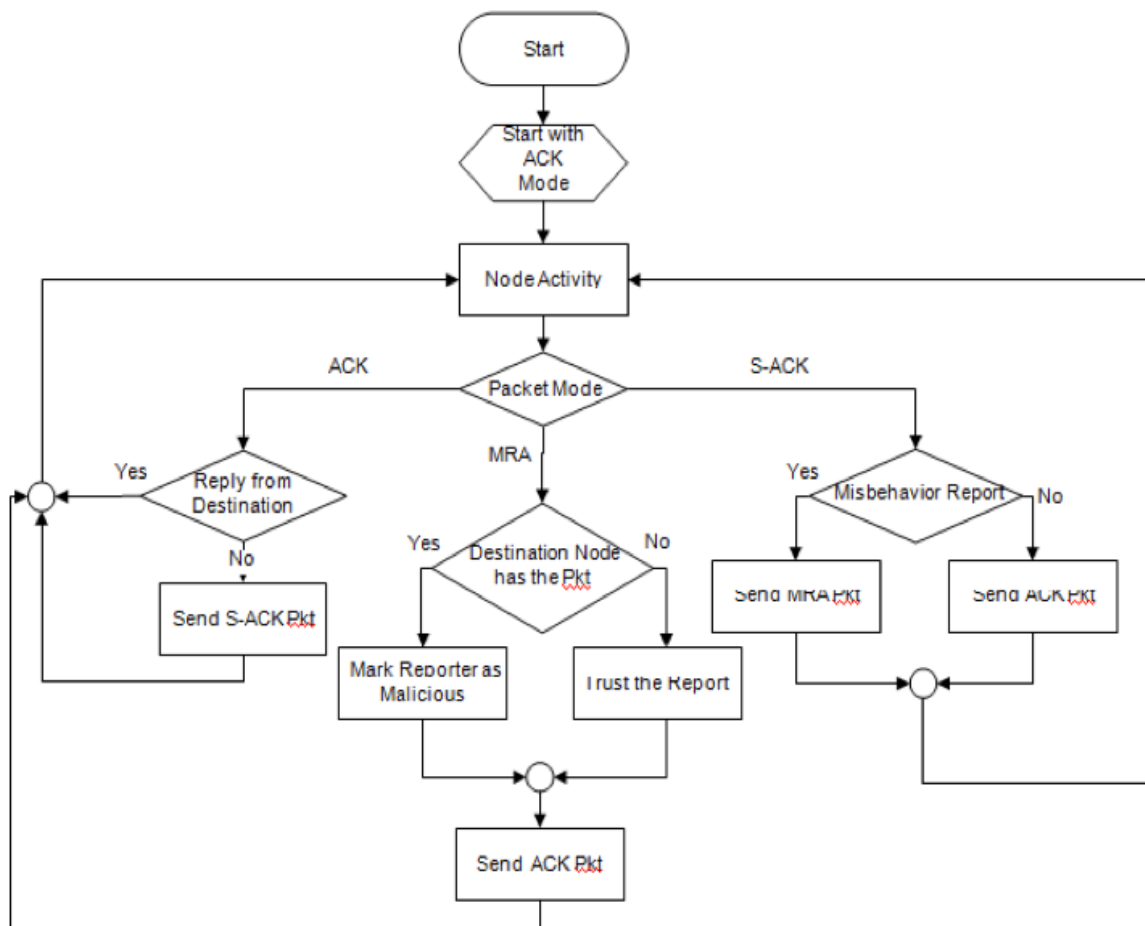 Start
Start with
ACK
Mode
Node Activity
ACK
Packet Mode
S-ACK
MRA
Yes
Reply from
Destination
No
Send S-ACK Pkt
Yes
Destination Node
has the Pkt
No
Mark Reporter as
Malicious
Trust the Report
Yes
Misbehavior Report
No
Send MRA Pkt
Send ACK Pkt
Send ACK Pkt